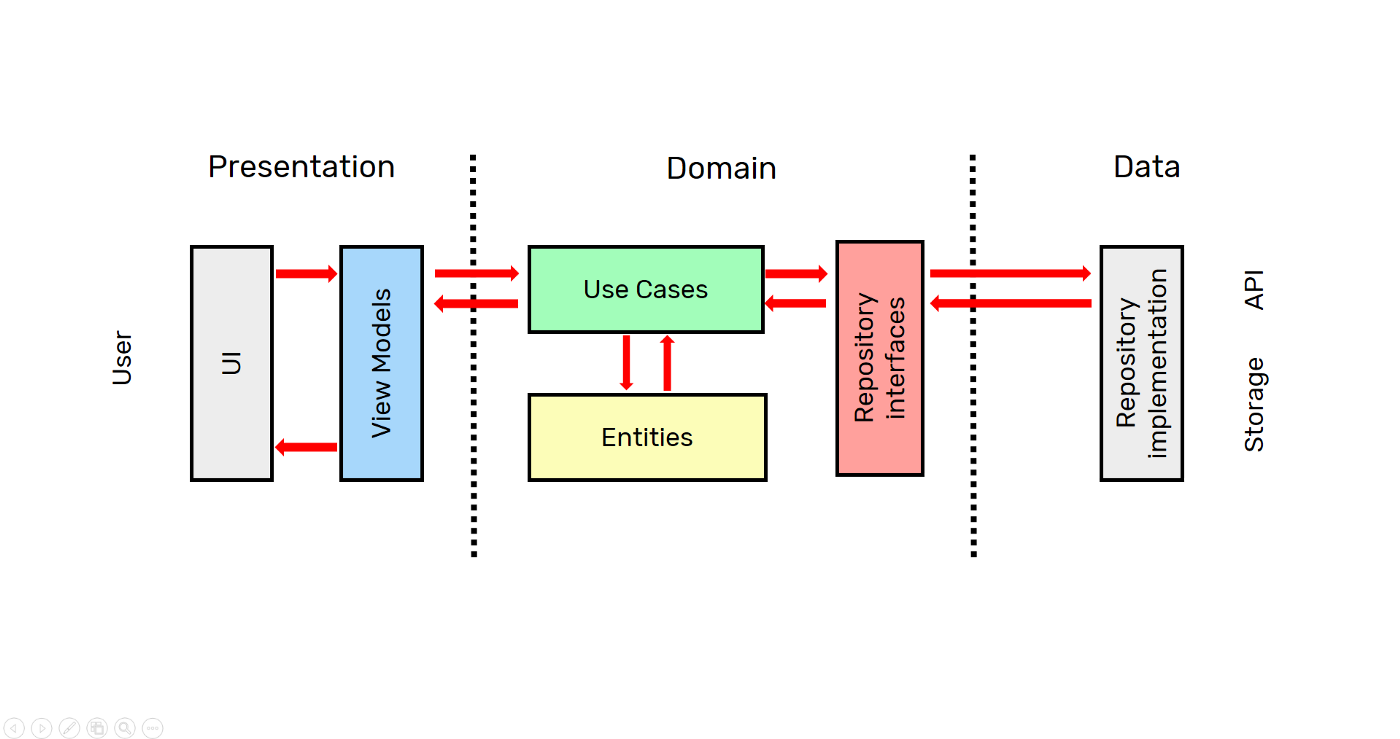 Presentation
Domain
Data
User
UI
View Models
Use Cases
Entities
Repository
interfaces
Repository
implementation
API
Storage